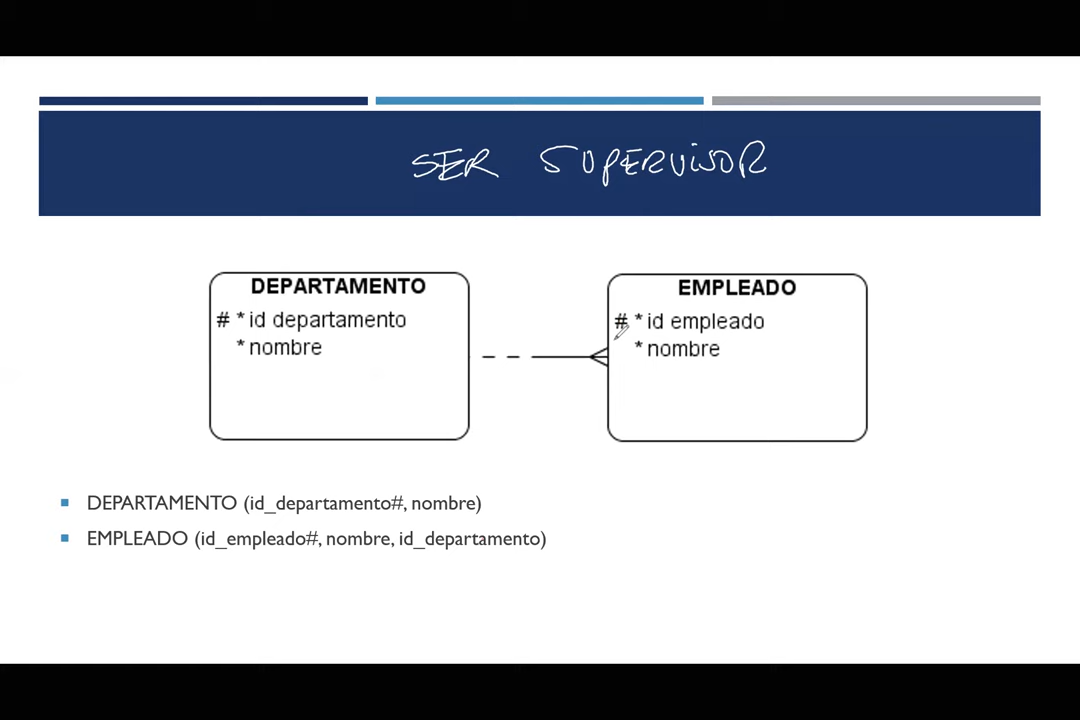 SER SUPERVISOR
DEPARTAMENTO
# * id departamento
* nombre
EMPLEADO
# * id empleado
* nombre
DEPARTAMENTO (id_departamento#, nombre)
EMPLEADO (id_empleado#, nombre, id_departamento)